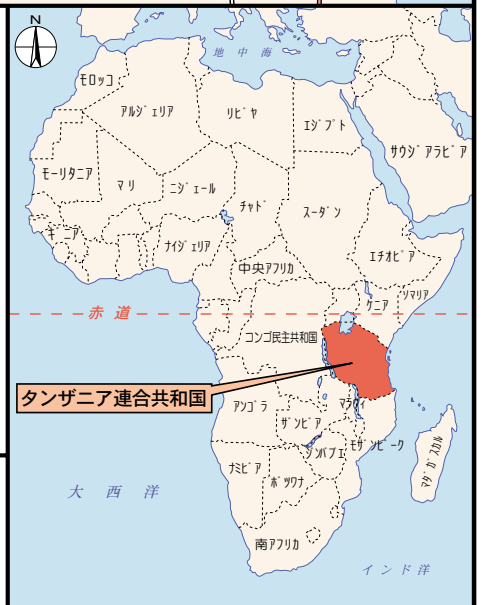 N
地中海
モロッコ
アルジェリア
リビヤ
エジプト
サウジアラビア
モーリタニア
マリ
ニジェール
チャド
スーダン
ギニア
ナイジェリア
エチオピア
中央アフリカ
ソマリア
ケニア
赤道
コンゴ民主共和国
タンザニア連合共和国
アンゴラ
マラウィ
ザンビア
モザンビーク
ジンバブエ
マダガスカル
ナミビア
ボツワナ
大西洋
南アフリカ
インド洋